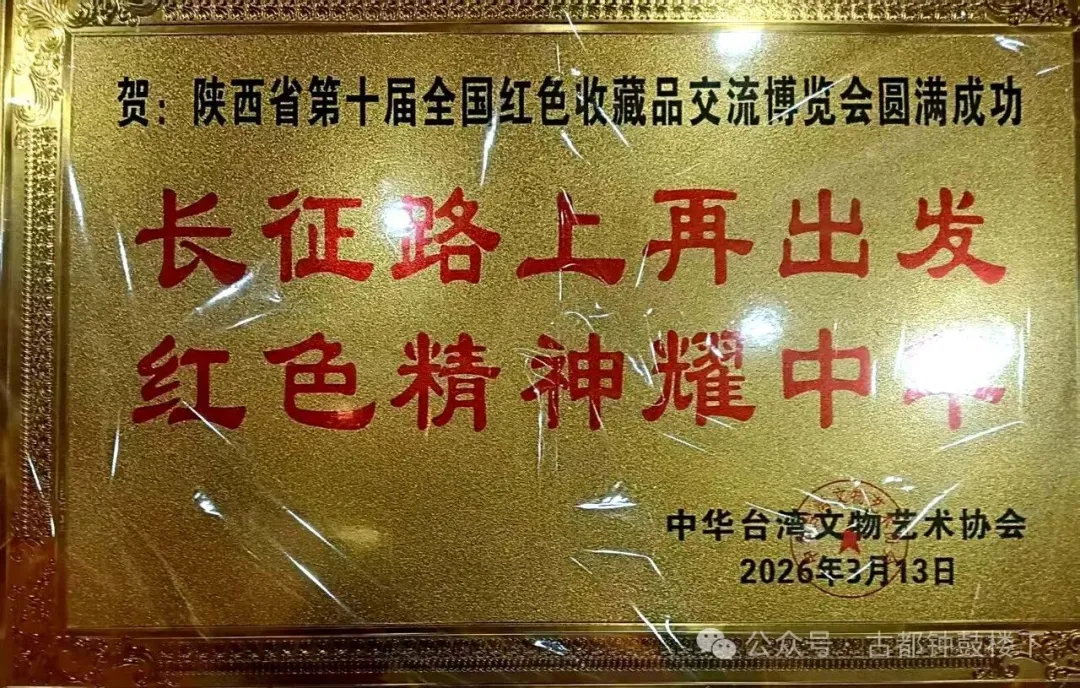 贺：陕西省第十届全国红色收藏品交流博览会圆满成功
长征路上再出发
红色精神耀中华
中华台湾文物艺术协会
2026年3月13日
公众号 · 古都钟鼓楼下